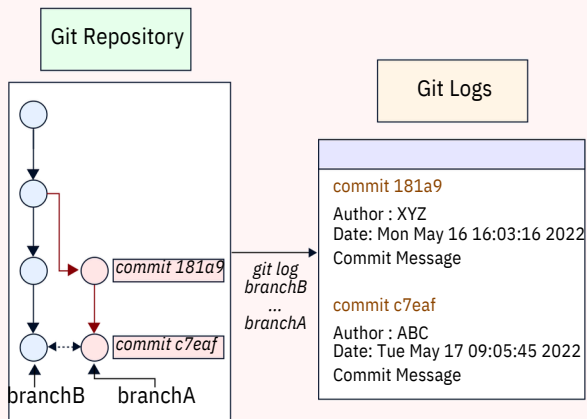 Git Repository
Git Logs
commit 181a9
commit c7eaf
branchB
branchA
git log
branchB
...
branchA
commit 181a9
Author : XYZ
Date: Mon May 16 16:03:16 2022
Commit Message
commit c7eaf
Author : ABC
Date: Tue May 17 09:05:45 2022
Commit Message